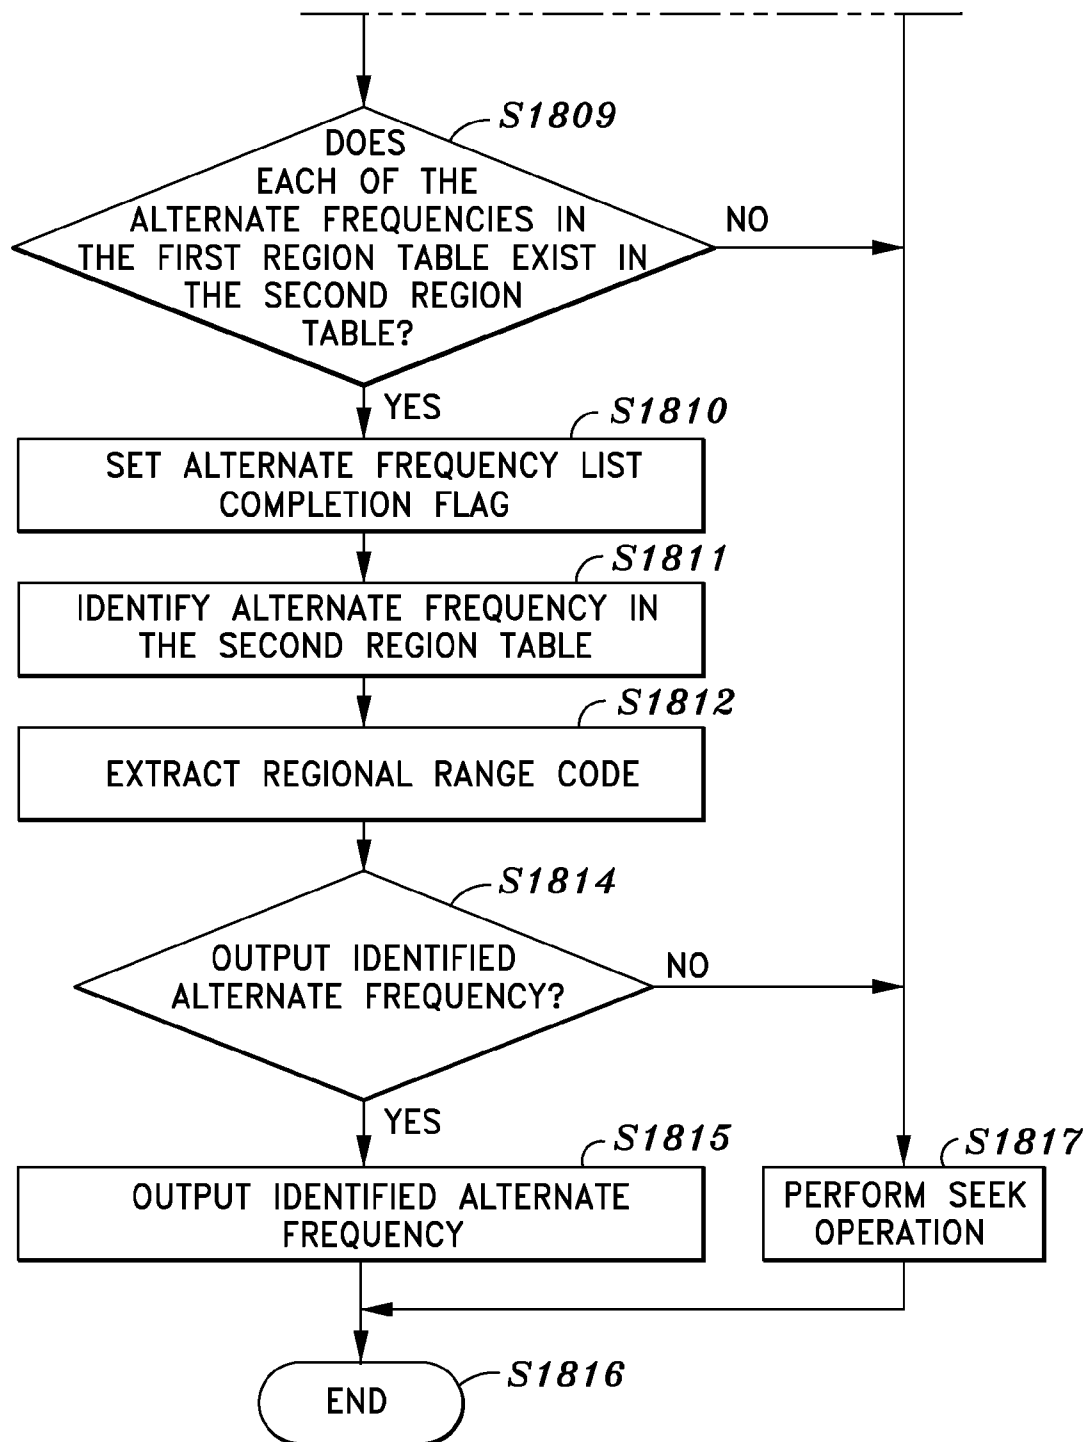 S1809
DOES
EACH OF THE
ALTERNATE FREQUENCIES IN
THE FIRST REGION TABLE EXIST IN
THE SECOND REGION
TABLE?
NO
YES
S1810
SET ALTERNATE FREQUENCY LIST
COMPLETION FLAG
S1811
IDENTIFY ALTERNATE FREQUENCY IN
THE SECOND REGION TABLE
S1812
EXTRACT REGIONAL RANGE CODE
S1814
OUTPUT IDENTIFIED
ALTERNATE FREQUENCY?
NO
YES
S1815
OUTPUT IDENTIFIED ALTERNATE
FREQUENCY
S1817
PERFORM SEEK
OPERATION
S1816
END